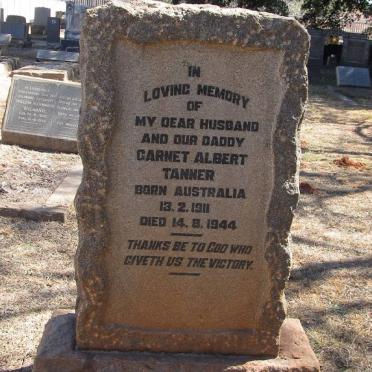 IN
LOVING MEMORY
OF
MY DEAR HUSBAND
AND OUR DADDY
GARNET ALBERT
TANNER
BORN AUSTRALIA
13.2.1911
DIED 14.8.1944
THANKS BE TO GOD WHO
GIVETH US THE VICTORY.